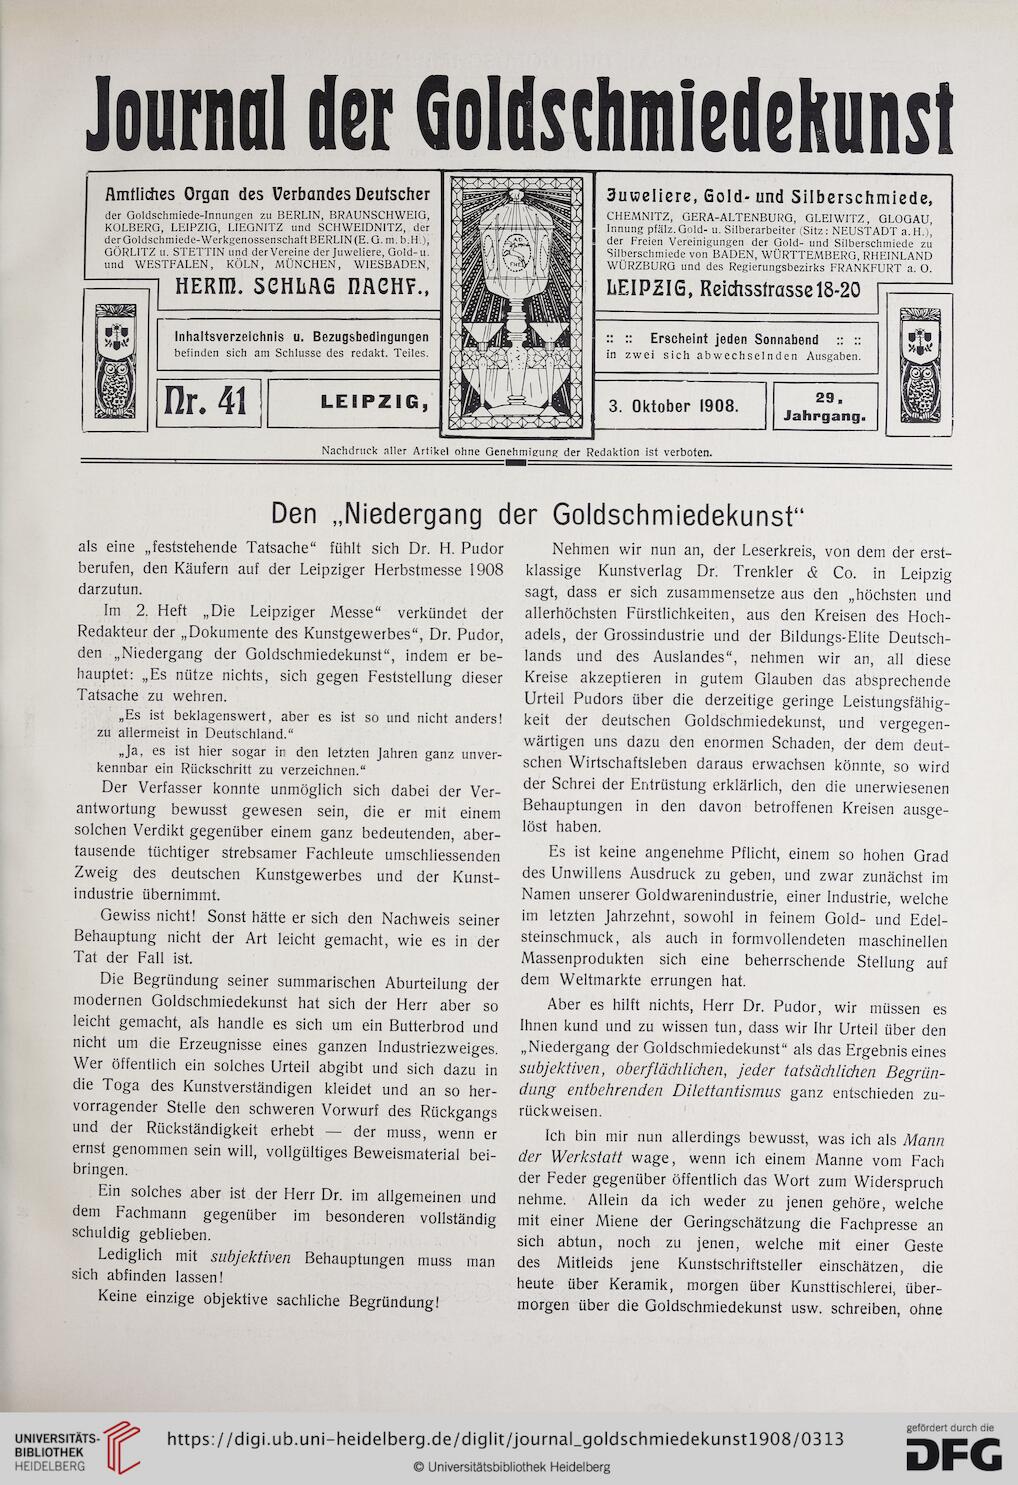 Journal der Goldschmiedekunst
Amtliches Organ des Verbandes Deutscher
der Goldschmiede-Innungen zu BERLIN, BRAUNSCHWEIG,
KOLBERG, LEIPZIG, LIEGNITZ und SCHWEIDNITZ, der
der Goldschmiede-Werkgenossenschaft BERLIN (E. G. m. b. H.),
GÖRLITZ u. STETTIN und der Vereine der Juweliere, Gold- u.
und WESTFALEN, KÖLN, MÜNCHEN, WIESBADEN,
Juweliere, Gold- und Silberschmiede,
CHEMNITZ, GERA-ALTENBURG, GLEIWITZ, GLOGAU,
Innung pfälz. Gold- u. Silberarbeiter (Sitz: NEUSTADT a. H.),
der Freien Vereinigungen der Gold- und Silberschmiede zu
Silberschmiede von BADEN, WÜRTTEMBERG, RHEINLAND
WÜRZBURG und des Regierungsbezirks FRANKFURT a. O.
HERM. SCHLAG NACHF.,
LEIPZIG, Reichsstrasse 18-20
Inhaltsverzeichnis u. Bezugsbedingungen
befinden sich am Schlusse des redakt. Teiles.
:: :: Erscheint jeden Sonnabend :: ::
in zwei sich abwechselnden Ausgaben.
Nr. 41
LEIPZIG,
3. Oktober 1908.
29.
Jahrgang.
Nachdruck aller Artikel ohne Genehmigung der Redaktion ist verboten.
Den „Niedergang der Goldschmiedekunst“
als eine „feststehende Tatsache“ fühlt sich Dr. H. Pudor
berufen, den Käufern auf der Leipziger Herbstmesse 1908
darzutun.
Im 2. Heft „Die Leipziger Messe“ verkündet der
Redakteur der „Dokumente des Kunstgewerbes“, Dr. Pudor,
den „Niedergang der Goldschmiedekunst“, indem er be-
hauptet: „Es nütze nichts, sich gegen Feststellung dieser
Tatsache zu wehren.
„Es ist beklagenswert, aber es ist so und nicht anders!
zu allermeist in Deutschland.“
„Ja, es ist hier sogar in den letzten Jahren ganz unver-
kennbar ein Rückschritt zu verzeichnen.“
Der Verfasser konnte unmöglich sich dabei der Ver-
antwortung bewusst gewesen sein, die er mit einem
solchen Verdikt gegenüber einem ganz bedeutenden, aber-
tausende tüchtiger strebsamer Fachleute umschliessenden
Zweig des deutschen Kunstgewerbes und der Kunst-
industrie übernimmt.
Gewiss nicht! Sonst hätte er sich den Nachweis seiner
Behauptung nicht der Art leicht gemacht, wie es in der
Tat der Fall ist.
Die Begründung seiner summarischen Aburteilung der
modernen Goldschmiedekunst hat sich der Herr aber so
leicht gemacht, als handle es sich um ein Butterbrod und
nicht um die Erzeugnisse eines ganzen Industriezweiges.
Wer öffentlich ein solches Urteil abgibt und sich dazu in
die Toga des Kunstverständigen kleidet und an so her-
vorragender Stelle den schweren Vorwurf des Rückgangs
und der Rückständigkeit erhebt — der muss, wenn er
ernst genommen sein will, vollgültiges Beweismaterial bei-
bringen.
Ein solches aber ist der Herr Dr. im allgemeinen und
dem Fachmann gegenüber im besonderen vollständig
schuldig geblieben.
Lediglich mit subjektiven Behauptungen muss man
sich abfinden lassen!
Keine einzige objektive sachliche Begründung!
Nehmen wir nun an, der Leserkreis, von dem der erst-
klassige Kunstverlag Dr. Trenkler & Co. in Leipzig
sagt, dass er sich zusammensetze aus den „höchsten und
allerhöchsten Fürstlichkeiten, aus den Kreisen des Hoch-
adels, der Grossindustrie und der Bildungs-Elite Deutsch-
lands und des Auslandes“, nehmen wir an, all diese
Kreise akzeptieren in gutem Glauben das absprechende
Urteil Pudors über die derzeitige geringe Leistungsfähig-
keit der deutschen Goldschmiedekunst, und vergegen-
wärtigen uns dazu den enormen Schaden, der dem deut-
schen Wirtschaftsleben daraus erwachsen könnte, so wird
der Schrei der Entrüstung erklärlich, den die unerwiesenen
Behauptungen in den davon betroffenen Kreisen ausge-
löst haben.
Es ist keine angenehme Pflicht, einem so hohen Grad
des Unwillens Ausdruck zu geben, und zwar zunächst im
Namen unserer Goldwarenindustrie, einer Industrie, welche
im letzten Jahrzehnt, sowohl in feinem Gold- und Edel-
steinschmuck, als auch in formvollendeten maschinellen
Massenprodukten sich eine beherrschende Stellung auf
dem Weltmarkte errungen hat.
Aber es hilft nichts, Herr Dr. Pudor, wir müssen es
Ihnen kund und zu wissen tun, dass wir Ihr Urteil über den
„Niedergang der Goldschmiedekunst“ als das Ergebnis eines
subjektiven, oberflächlichen, jeder tatsächlichen Begrün-
dung entbehrenden Dilettantismus ganz entschieden zu-
rückweisen.
Ich bin mir nun allerdings bewusst, was ich als Mann
der Werkstatt wage, wenn ich einem Manne vom Fach
der Feder gegenüber öffentlich das Wort zum Widerspruch
nehme. Allein da ich weder zu jenen gehöre, welche
mit einer Miene der Geringschätzung die Fachpresse an
sich abtun, noch zu jenen, welche mit einer Geste
des Mitleids jene Kunstschriftsteller einschätzen, die
heute über Keramik, morgen über Kunsttischlerei, über-
morgen über die Goldschmiedekunst usw. schreiben, ohne
UNIVERSITÄTS-
BIBLIOTHEK
HEIDELBERG
https://digi.ub.uni-heidelberg.de/diglit/journal_goldschmiedekunst1908/0313
© Universitätsbibliothek Heidelberg
gefördert durch die
DFG